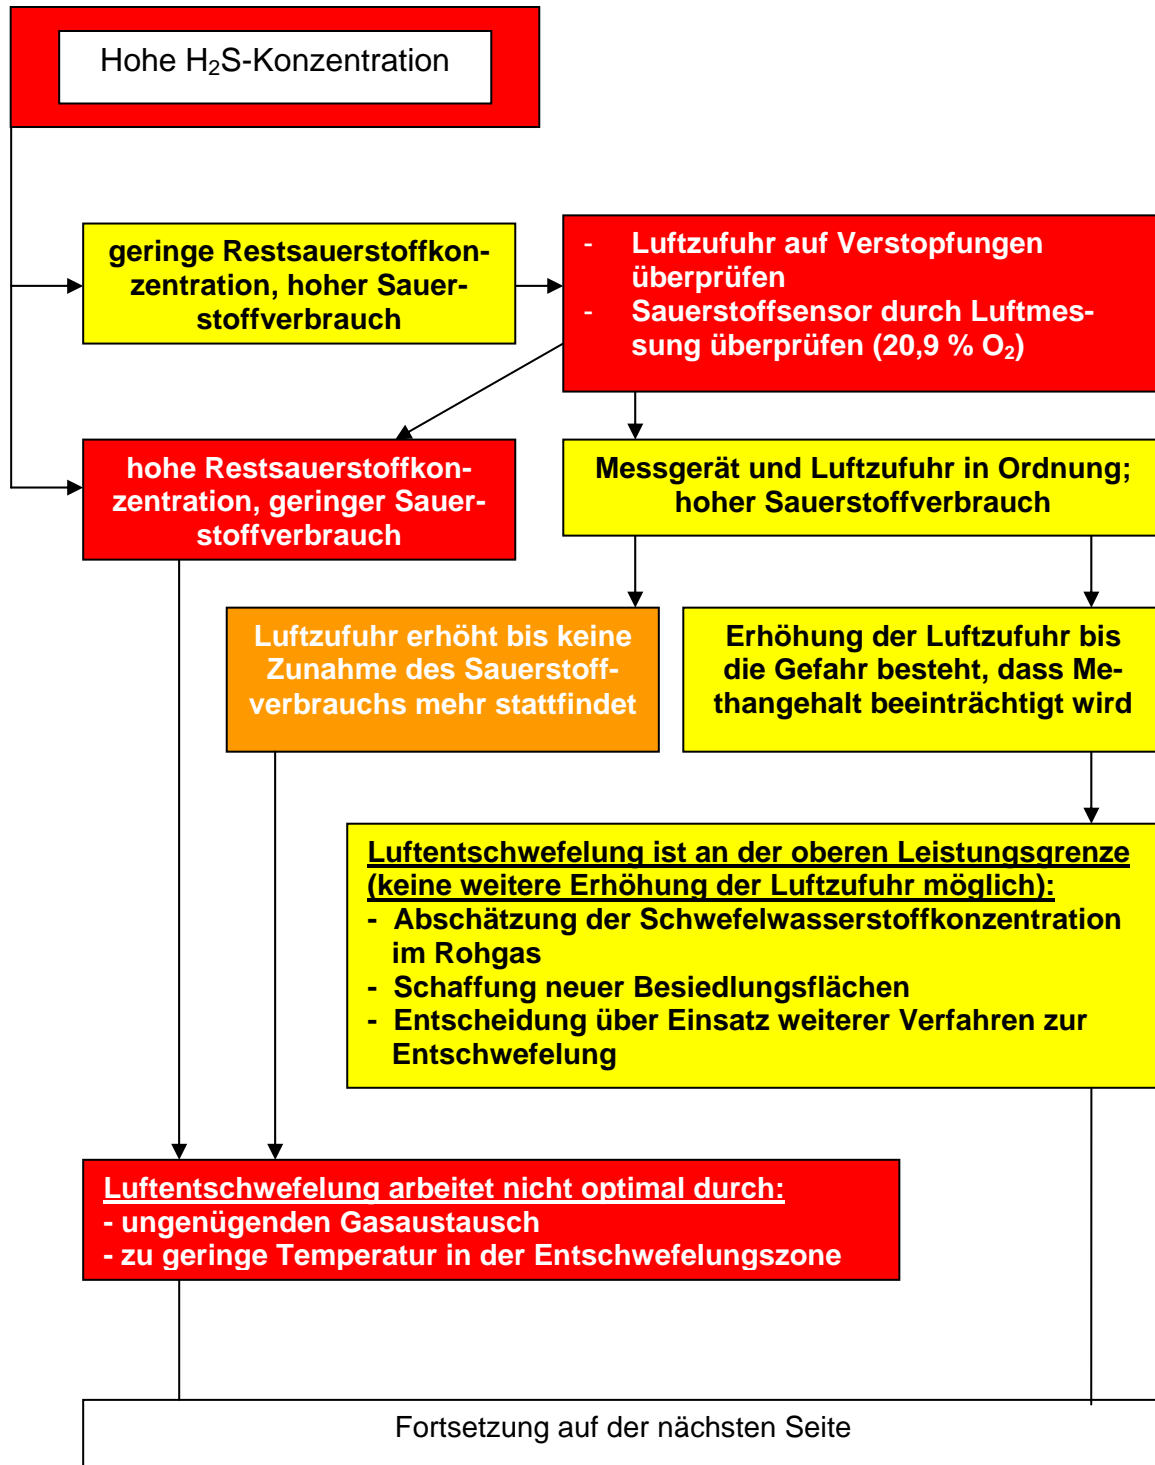 Hohe H₂S-Konzentration
geringe Restsauerstoffkon-
zentration, hoher Sauer-
stoffverbrauch
- Luftzufuhr auf Verstopfungen
überprüfen
- Sauerstoffsensor durch Luftmes-
sung überprüfen (20,9 % O₂)
hohe Restsauerstoffkon-
zentration, geringer Sauer-
stoffverbrauch
Messgerät und Luftzufuhr in Ordnung;
hoher Sauerstoffverbrauch
Luftzufuhr erhöht bis keine
Zunahme des Sauerstoff-
verbrauchs mehr stattfindet
Erhöhung der Luftzufuhr bis
die Gefahr besteht, dass Me-
thangehalt beeinträchtigt wird
Luftentschwefelung ist an der oberen Leistungsgrenze
(keine weitere Erhöhung der Luftzufuhr möglich):
- Abschätzung der Schwefelwasserstoffkonzentration
im Rohgas
- Schaffung neuer Besiedlungsflächen
- Entscheidung über Einsatz weiterer Verfahren zur
Entschwefelung
Luftentschwefelung arbeitet nicht optimal durch:
- ungenügenden Gasaustausch
- zu geringe Temperatur in der Entschwefelungszone
Fortsetzung auf der nächsten Seite